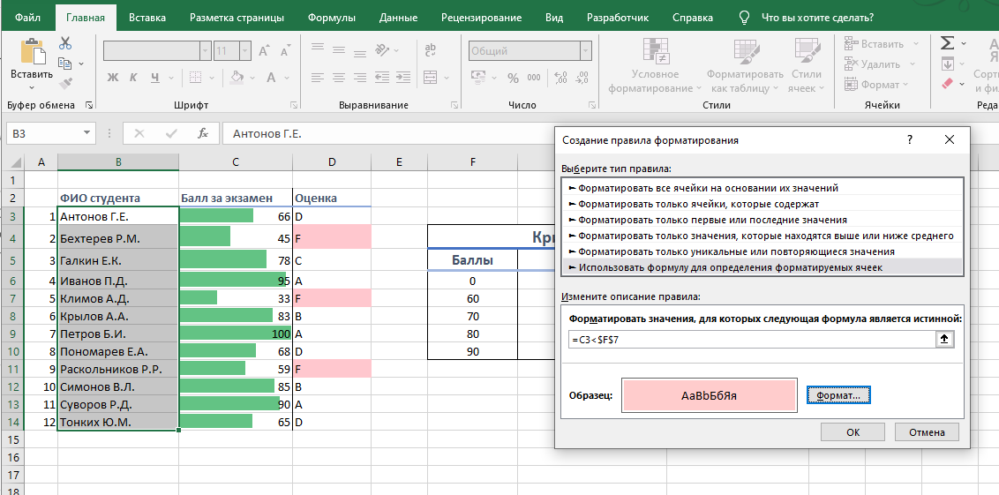 Файл Главная Вставка Разметка страницы Формулы Данные Рецензирование Вид Разработчик Справка Что вы хотите сделать?
Вставить
Ж К Ч
11
A A
ab
Общий
% 000
Условное форматирование
Форматировать как таблицу
Стили ячеек
Вставить
Удалить
Формат
Σ
Буфер обмена Шрифт Выравнивание Число Стили Ячейки
B3 fx Антонов Г.Е.
A B C D E F
1
2 ФИО студента Балл за экзамен Оценка
3 1 Антонов Г.Е. 66 D
4 2 Бехтерев Р.М. 45 F
5 3 Галкин Е.К. 78 C Баллы
6 4 Иванов П.Д. 95 A 0
7 5 Климов А.Д. 33 F 60
8 6 Крылов А.А. 83 B 70
9 7 Петров Б.И. 100 A 80
10 8 Пономарев Е.А. 68 D 90
11 9 Раскольников Р.Р. 59 F
12 10 Симонов В.Л. 85 B
13 11 Суворов Р.Д. 90 A
14 12 Тонких Ю.М. 65 D
15
16
17
18
Создание правила форматирования ?
Выберите тип правила:
► Форматировать все ячейки на основании их значений
► Форматировать только ячейки, которые содержат
► Форматировать только первые или последние значения
► Форматировать только значения, которые находятся выше или ниже среднего
► Форматировать только уникальные или повторяющиеся значения
► Использовать формулу для определения форматируемых ячеек
Измените описание правила:
Форматировать значения, для которых следующая формула является истинной:
=C3<$F$7
Образец: АаВbБбЯя Формат...
ОК Отмена